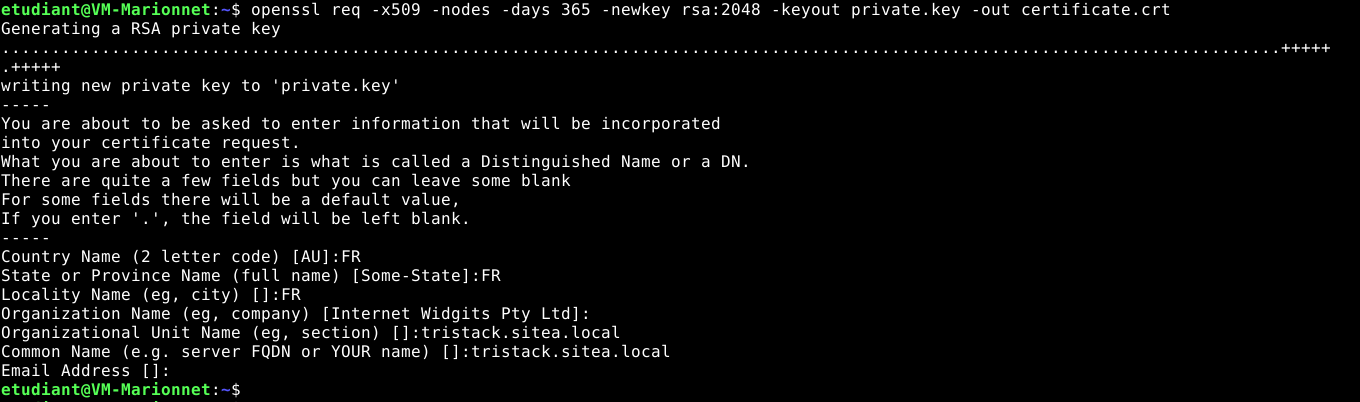 etudiant@VM-Marionnet:~$ openssl req -x509 -nodes -days 365 -newkey rsa:2048 -keyout private.key -out certificate.crt
Generating a RSA private key
................................................................................................................................+++++
.+++++
writing new private key to 'private.key'
-----
You are about to be asked to enter information that will be incorporated
into your certificate request.
What you are about to enter is what is called a Distinguished Name or a DN.
There are quite a few fields but you can leave some blank
For some fields there will be a default value,
If you enter '.', the field will be left blank.
-----
Country Name (2 letter code) [AU]:FR
State or Province Name (full name) [Some-State]:FR
Locality Name (eg, city) []:FR
Organization Name (eg, company) [Internet Widgits Pty Ltd]:
Organizational Unit Name (eg, section) []:tristack.sitea.local
Common Name (e.g. server FQDN or YOUR name) []:tristack.sitea.local
Email Address []:
etudiant@VM-Marionnet:~$